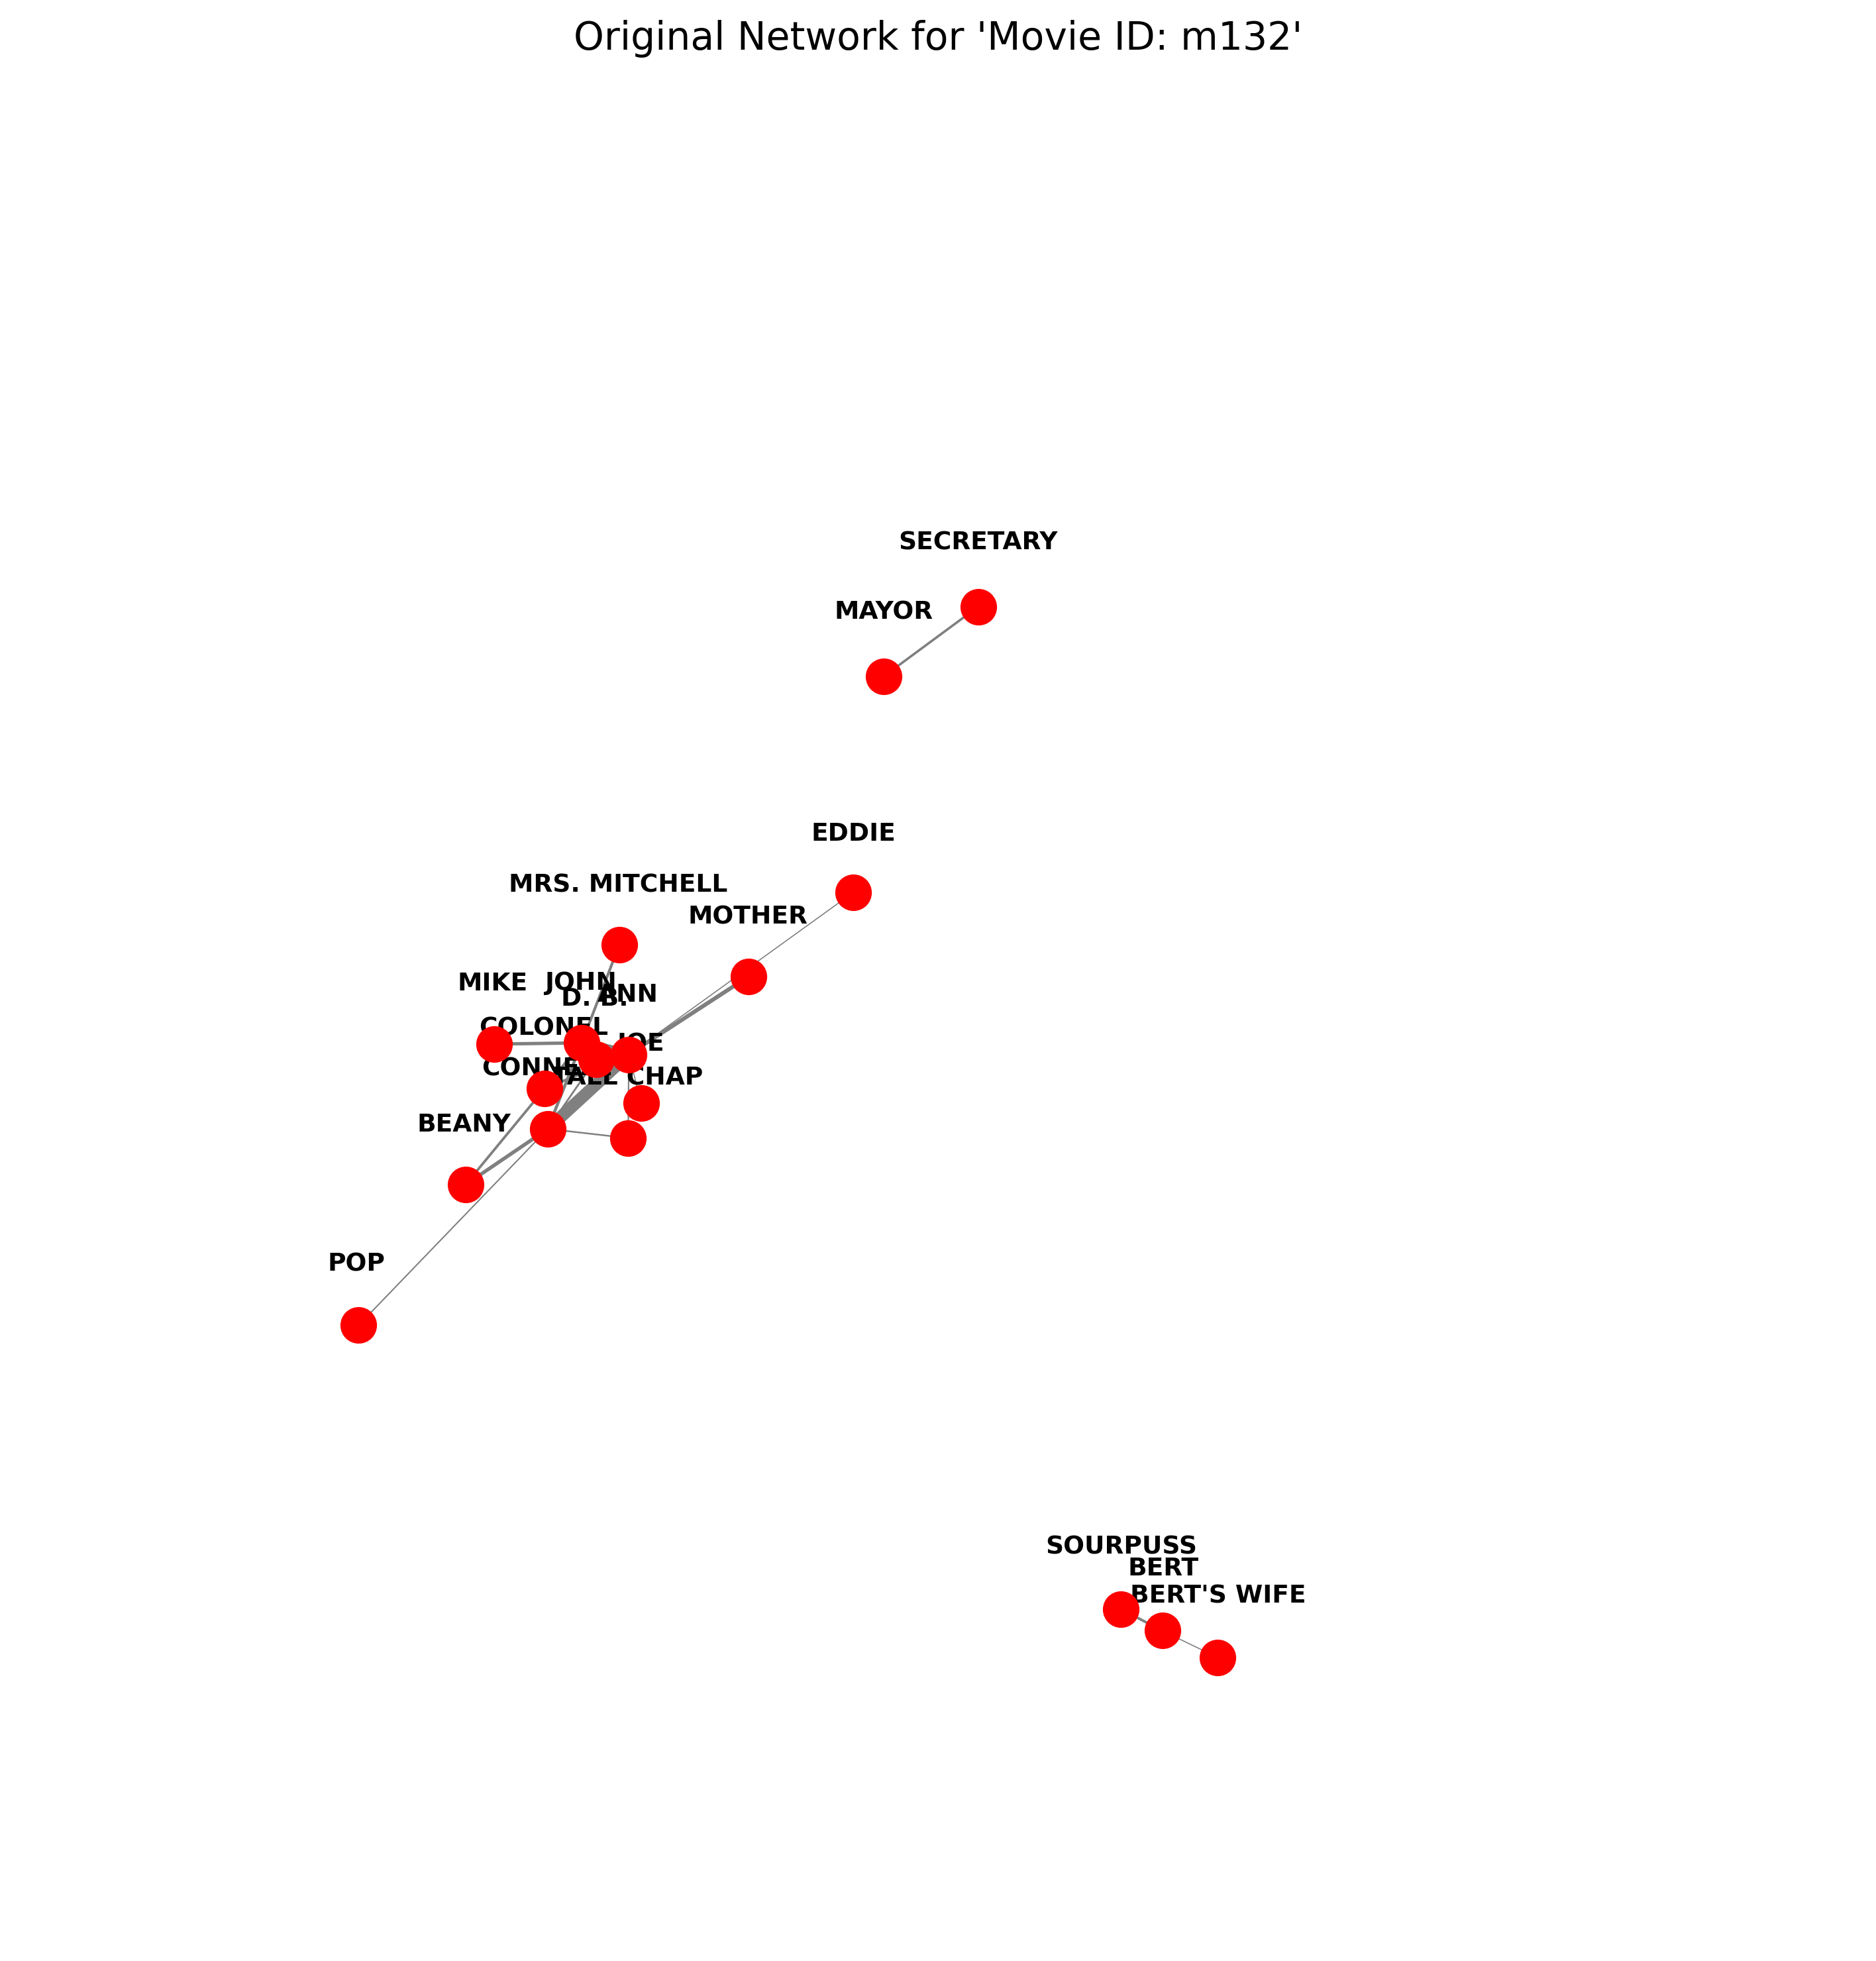 Original Network for 'Movie ID: m132'
SECRETARY
MAYOR
EDDIE
MRS. MITCHELL
MOTHER
MIKE
JOHN
ANN
D. B.
COLONEL
JOE
TALL CHAP
BEANY
POP
SOURPUSS
BERT
BERT'S WIFE